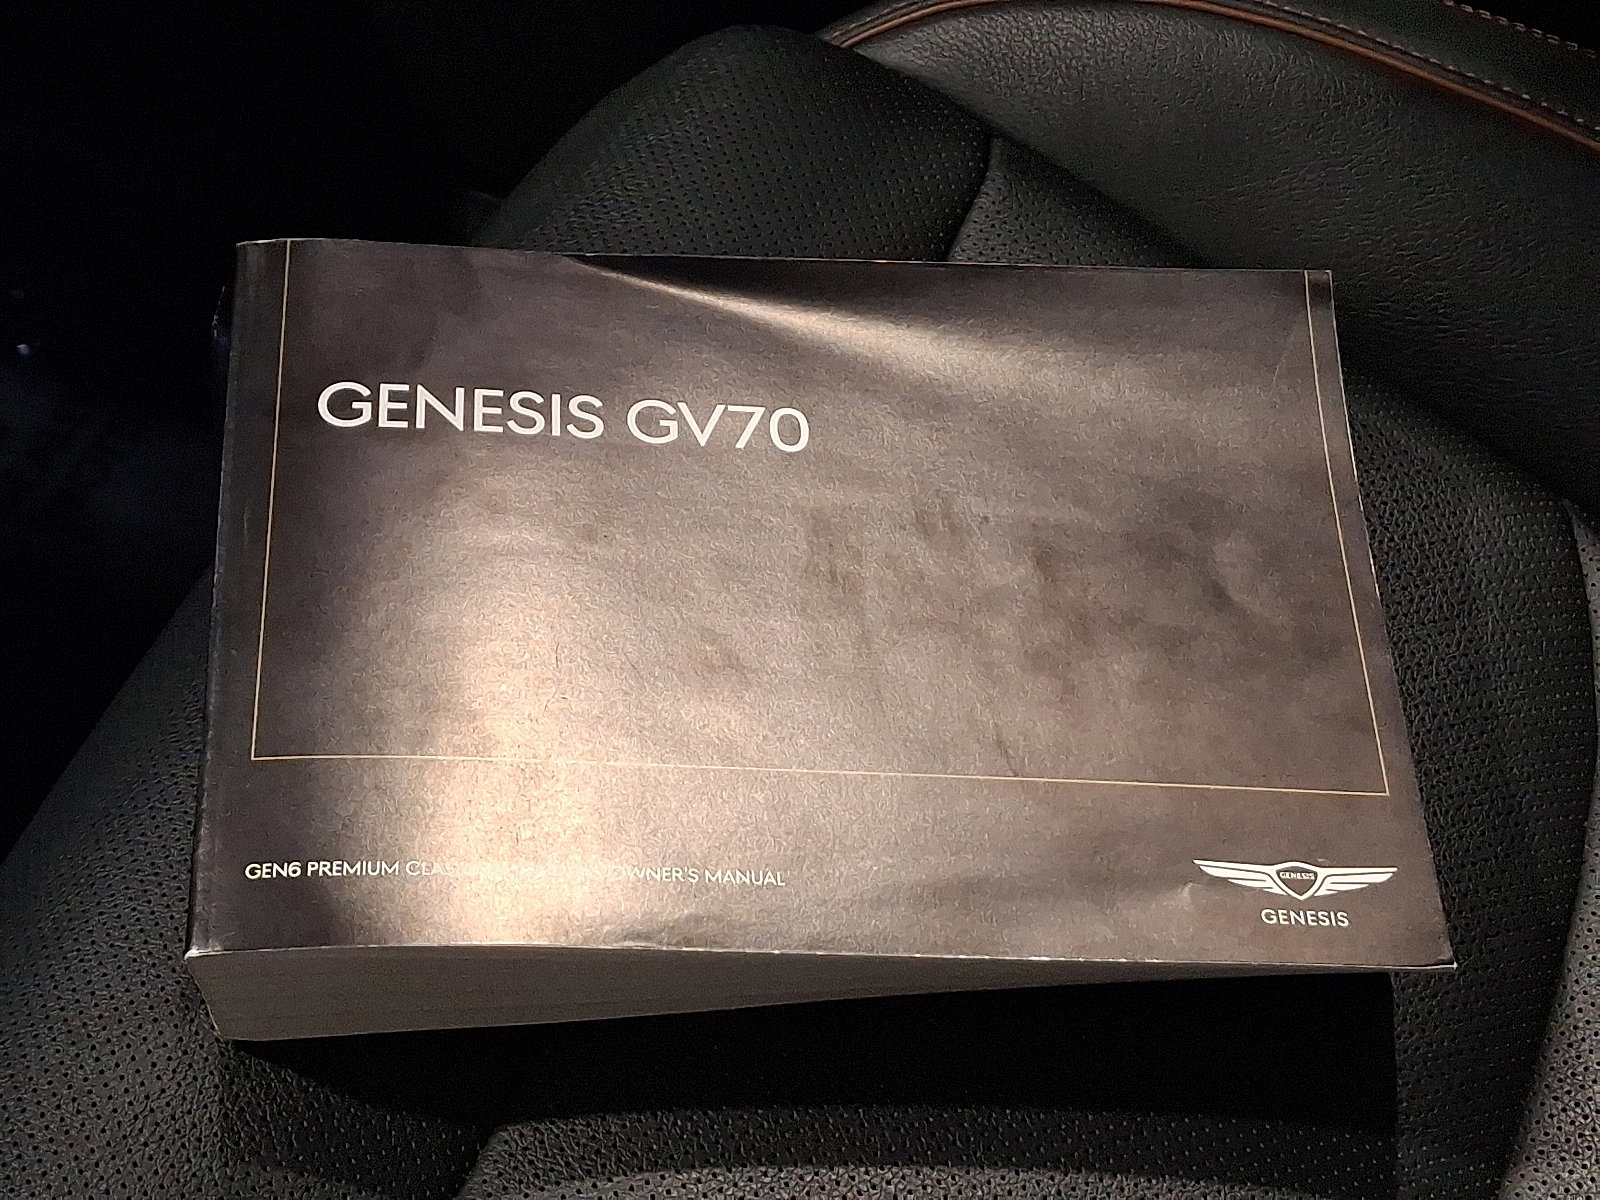 GENESIS GV70
GEN6 PREMIUM OWNER'S MANUAL
GENESIS
GENESIS